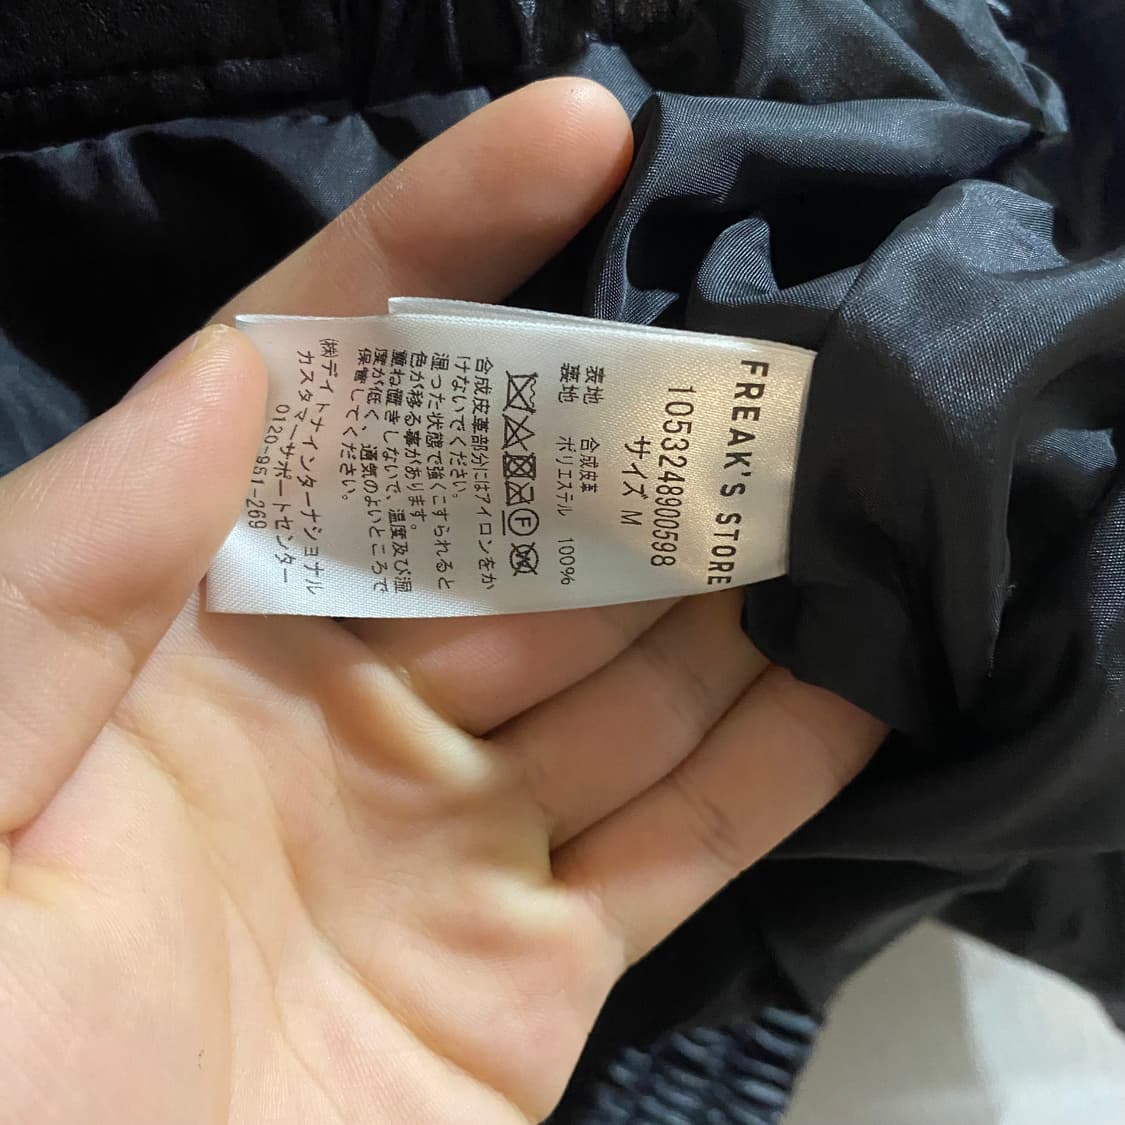 FREAK'S STORE
1053248900598
サイズ M
表地 合成皮革
裏地 ポリエステル 100%
F W
合成皮革部分にはアイロンをか
けないでください。
湿った状態で強くこすられると
色が移る事があります。
重ね置きしないで、温度及び湿
度が低く、通気のよいところで
保管してください。
㈱デイトナインターナショナル
カスタマーサポートセンター
0120-951-269